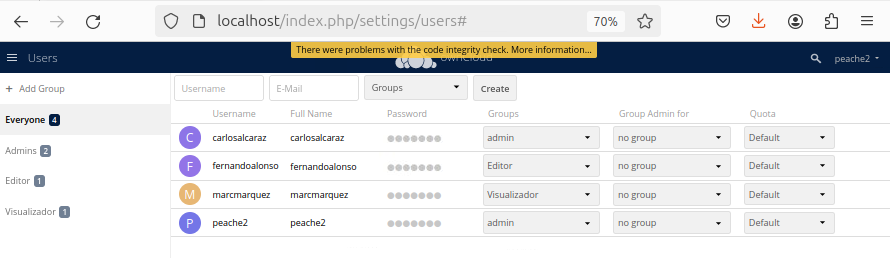 localhost/index.php/settings/users#
70%
There were problems with the code integrity check. More information...
Users
ownCloud
peache2
+ Add Group
Username
E-Mail
Groups
Create
Username Full Name Password Groups Group Admin for Quota
Everyone 4
C carlosalcaraz carlosalcaraz admin no group Default
Admins 2
F fernandoalonso fernandoalonso Editor no group Default
Editor 1
M marcmarquez marcmarquez Visualizador no group Default
Visualizador 1
P peache2 peache2 admin no group Default